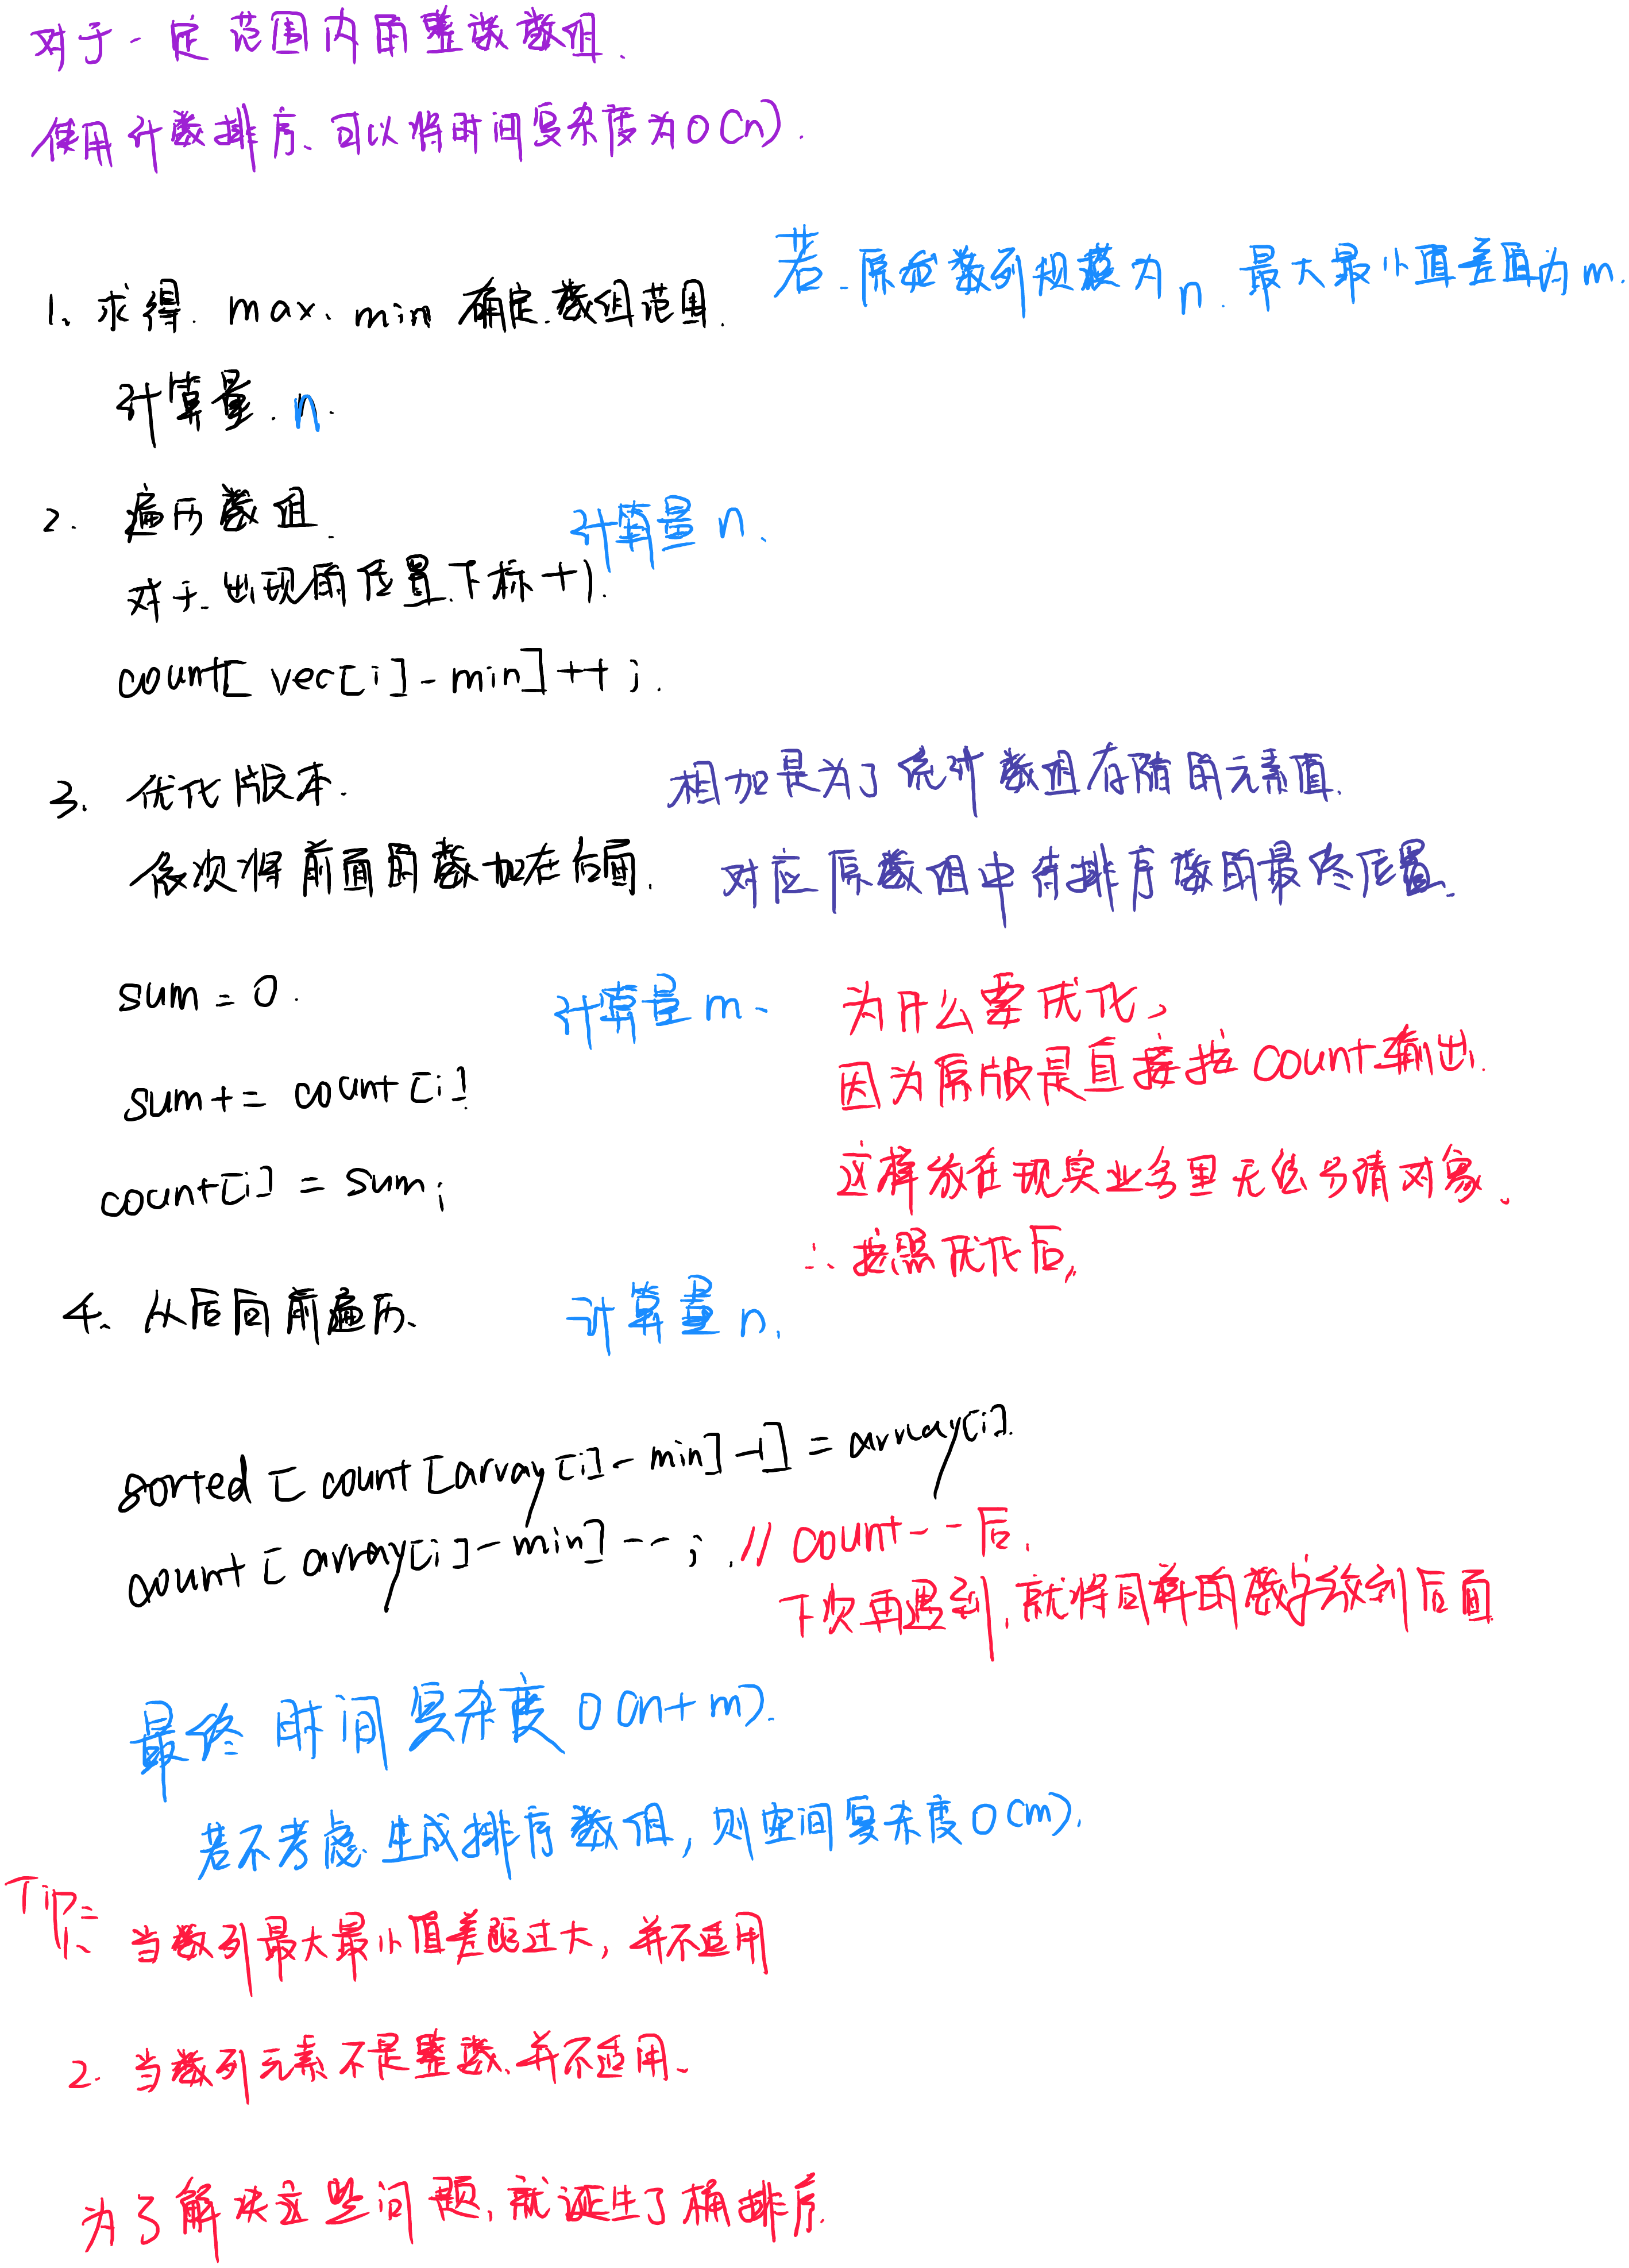 对于一定范围内的整数数组.
使用计数排序、可以将时间复杂度为O(n).
若原始数列规模为n.最大最小值差值为m.
1、求得.max、min 确定.数组范围.
计算量.n.
2. 遍历数组.
计算量 n、
对于.出现的位置.下标+1.
count[vec[i]-min]++;.
3、优化版本.
相加是为了统计数组存储的元素值.
依次将前面的数加在后面.
对应原数组中待排序数的最终位置.
sum=0.
计算量m、
为什么要优化,
sum+= count[i]
因为原版是直接按count输出.
count[i] = sum;
这样放在现实业务里无法分清对象、
∴按照优化后,
4、从后向前遍历、
计算量 n,
sorted [count[array[i]-min]-1] = array[i].
count[array[i]-min]--; .// count--后.
下次再遇到,就将同样的数字放到后面
最终 时间复杂度 O(n+m).
若不考虑.生成排序数组,则空间复杂度O(m).
Tip:
1、当数列最大最小值差距过大,并不适用
2. 当数列元素不是整数、并不适用、
为了解决这些问题,就诞生了桶排序.